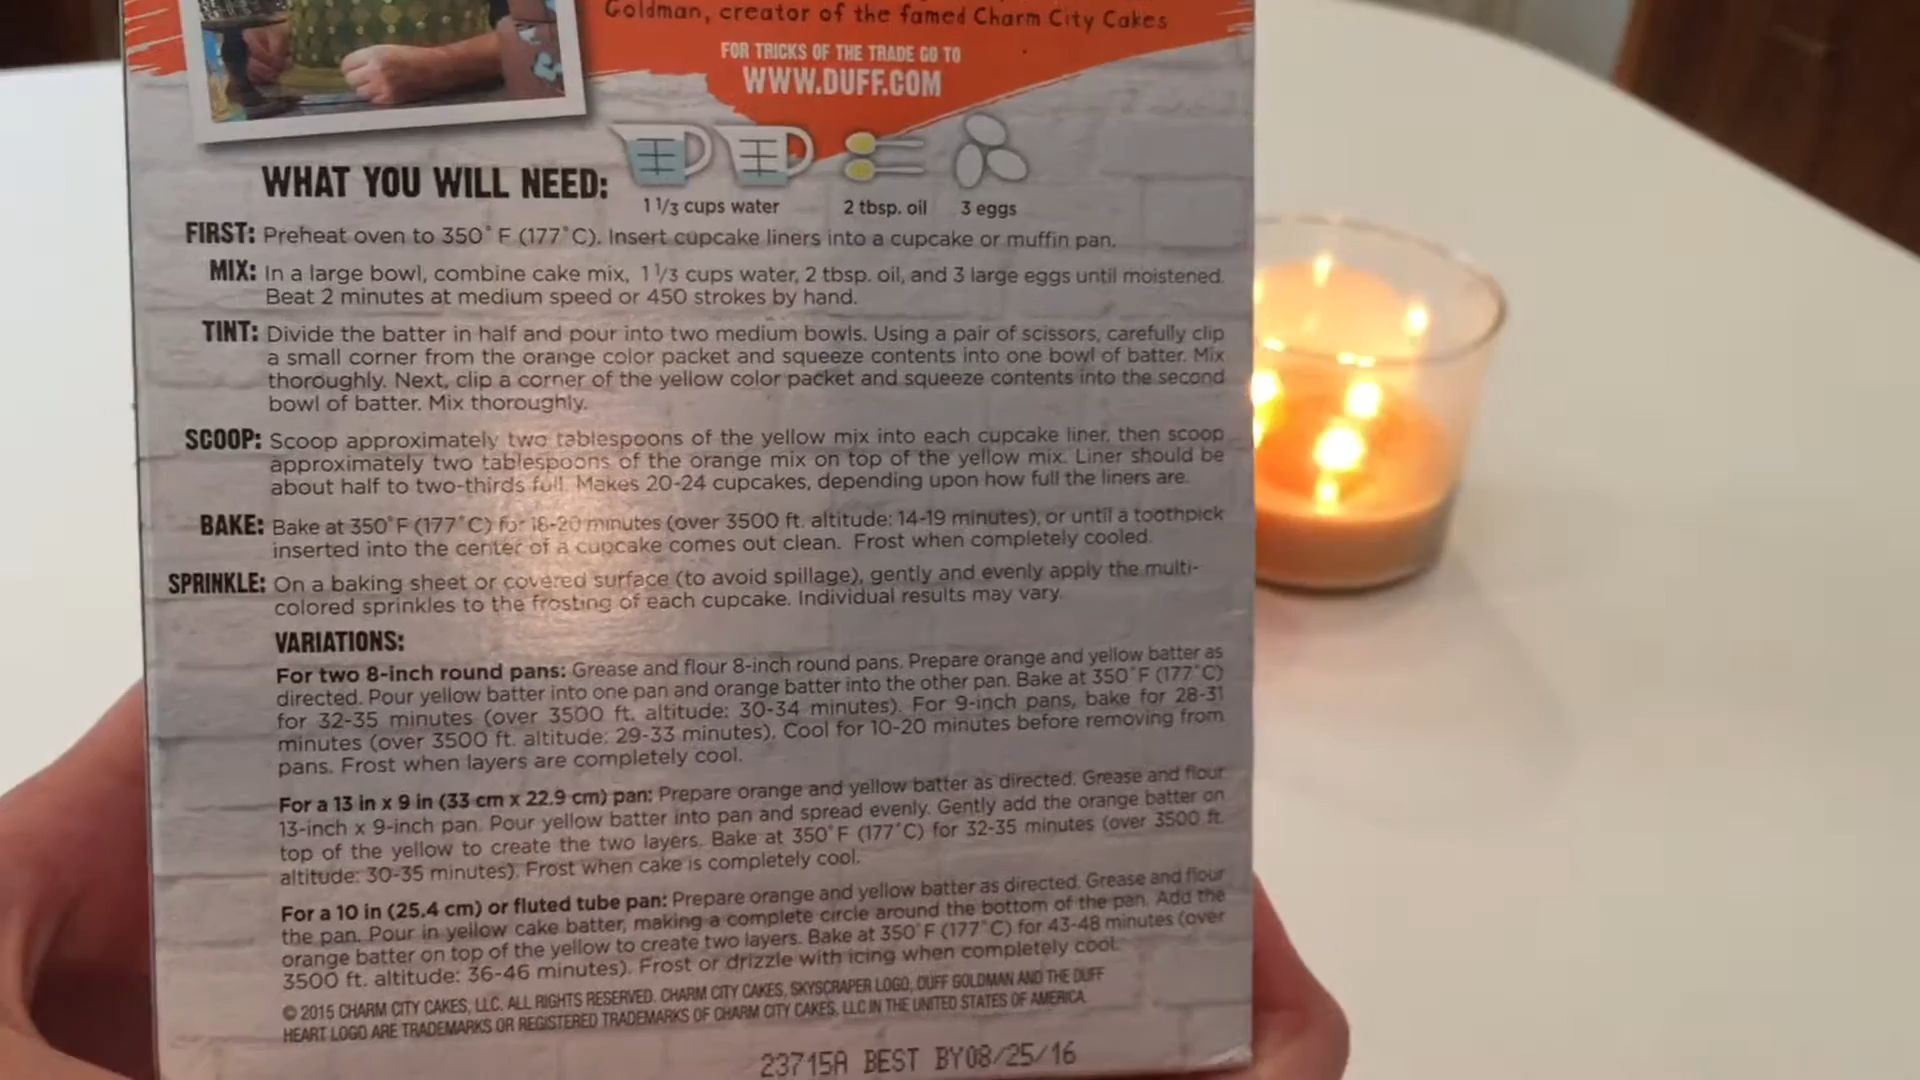 Goldman, creator of the famed Charm City Cakes
FOR TRICKS OF THE TRADE GO TO
WWW.DUFF.COM
WHAT YOU WILL NEED:
1 1/3 cups water
2 tbsp. oil
3 eggs
FIRST: Preheat oven to 350°F (177°C). Insert cupcake liners into a cupcake or muffin pan.
MIX: In a large bowl, combine cake mix, 1 1/3 cups water, 2 tbsp. oil, and 3 large eggs until moistened.
Beat 2 minutes at medium speed or 450 strokes by hand.
TINT: Divide the batter in half and pour into two medium bowls. Using a pair of scissors, carefully clip
a small corner from the orange color packet and squeeze contents into one bowl of batter. Mix
thoroughly. Next, clip a corner of the yellow color packet and squeeze contents into the second
bowl of batter. Mix thoroughly.
SCOOP: Scoop approximately two tablespoons of the yellow mix into each cupcake liner, then scoop
approximately two tablespoons of the orange mix on top of the yellow mix. Liner should be
about half to two-thirds full. Makes 20-24 cupcakes, depending upon how full the liners are.
BAKE: Bake at 350°F (177°C) for 18-20 minutes (over 3500 ft. altitude: 14-19 minutes), or until a toothpick
inserted into the center of a cupcake comes out clean. Frost when completely cooled.
SPRINKLE: On a baking sheet or covered surface (to avoid spillage), gently and evenly apply the multi-
colored sprinkles to the frosting of each cupcake. Individual results may vary.
VARIATIONS:
For two 8-inch round pans: Grease and flour 8-inch round pans. Prepare orange and yellow batter as
directed. Pour yellow batter into one pan and orange batter into the other pan. Bake at 350°F (177°C)
for 32-35 minutes (over 3500 ft. altitude: 30-34 minutes). For 9-inch pans, bake for 28-31
minutes (over 3500 ft. altitude: 29-33 minutes). Cool for 10-20 minutes before removing from
pans. Frost when layers are completely cool.
For a 13 in x 9 in (33 cm x 22.9 cm) pan: Prepare orange and yellow batter as directed. Grease and flour
13-inch x 9-inch pan. Pour yellow batter into pan and spread evenly. Gently add the orange batter on
top of the yellow to create the two layers. Bake at 350°F (177°C) for 32-35 minutes (over 3500 ft.
altitude: 30-35 minutes). Frost when cake is completely cool.
For a 10 in (25.4 cm) or fluted tube pan: Prepare orange and yellow batter as directed. Grease and flour
the pan. Pour in yellow cake batter, making a complete circle around the bottom of the pan. Add the
orange batter on top of the yellow to create two layers. Bake at 350°F (177°C) for 43-48 minutes (over
3500 ft. altitude: 36-46 minutes). Frost or drizzle with icing when completely cool.
© 2015 CHARM CITY CAKES, LLC. ALL RIGHTS RESERVED. CHARM CITY CAKES, SKYSCRAPER LOGO, DUFF GOLDMAN AND THE DUFF
HEART LOGO ARE TRADEMARKS OR REGISTERED TRADEMARKS OF CHARM CITY CAKES, LLC IN THE UNITED STATES OF AMERICA.
23715A BEST BY08/25/16